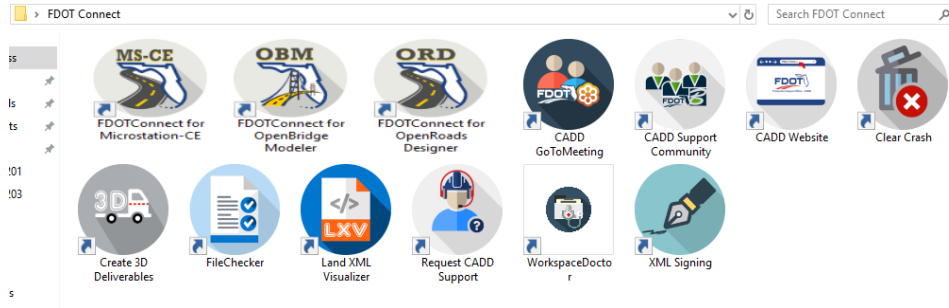 FDOT Connect
Search FDOT Connect
ss
ls
ts
201
203
s
MS-CE
OBM
ORD
FDOT
FDOT
FDOT
FDOTConnect for
Microstation-CE
FDOTConnect for
OpenBridge
Modeler
FDOTConnect for
OpenRoads
Designer
CADD
GoToMeeting
CADD Support
Community
CADD Website
Clear Crash
3D
</>
LXV
?
Create 3D
Deliverables
FileChecker
Land XML
Visualizer
Request CADD
Support
WorkspaceDocto
r
XML Signing